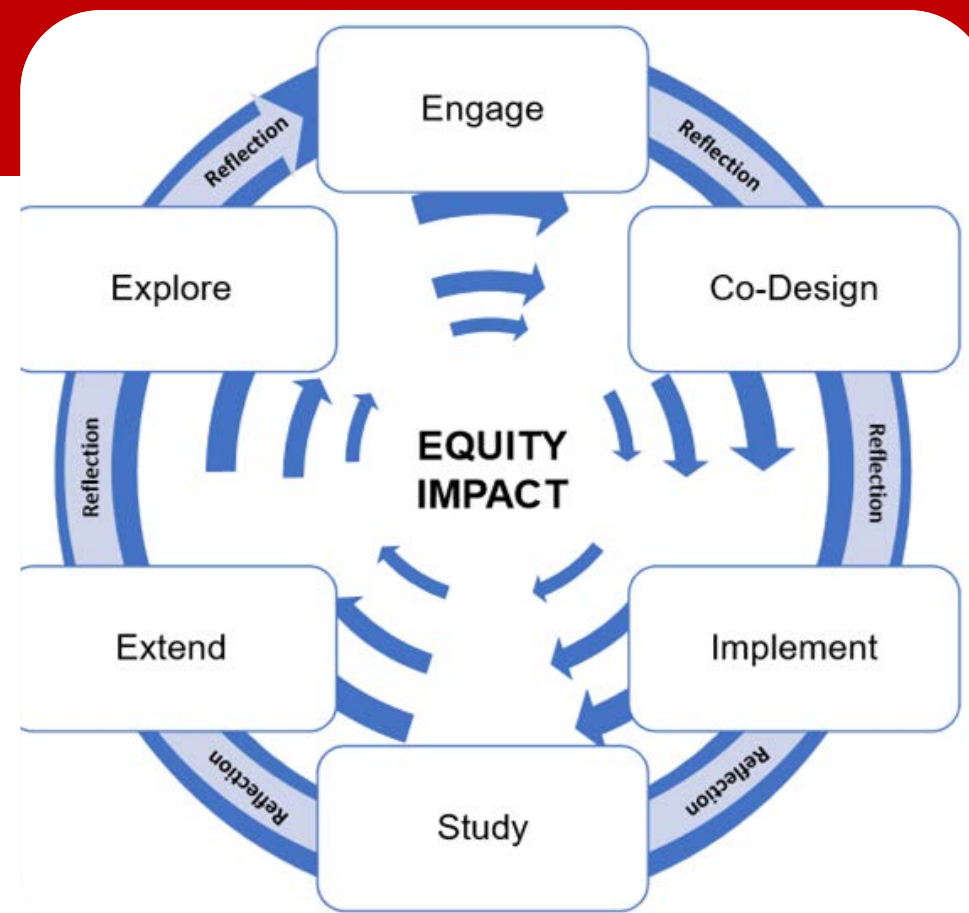 Engage
Reflection
Reflection
Explore
Co-Design
Reflection
EQUITY
IMPACT
Reflection
Extend
Implement
Reflection
Reflection
Study